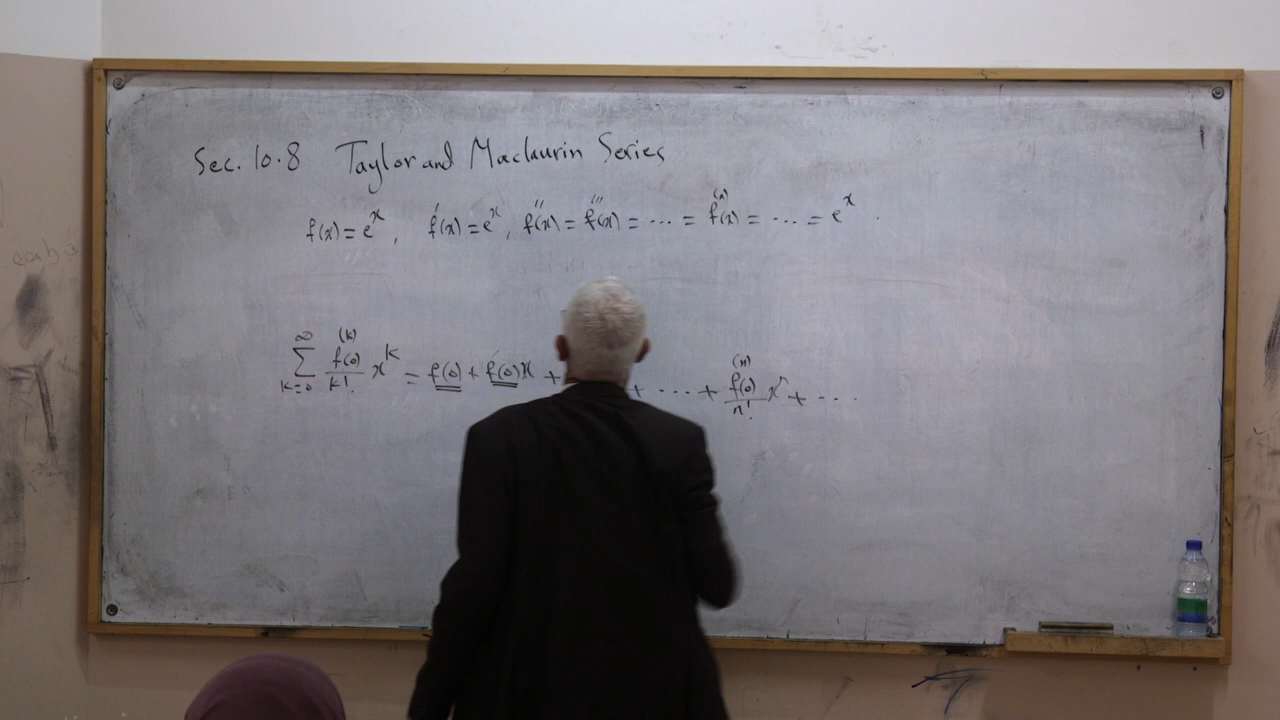 Sec. 10.8 Taylor and Maclaurin Series
f(x) = e^x, f'(x) = e^x, f''(x) = f'''(x) = ... = f^(n)(x) = ... = e^x.
∑_{k=0}^{∞} f^(k)(0)/k! x^k = f(0) + f'(0)x + + ... + f^(n)(0)/n! x^n + ...